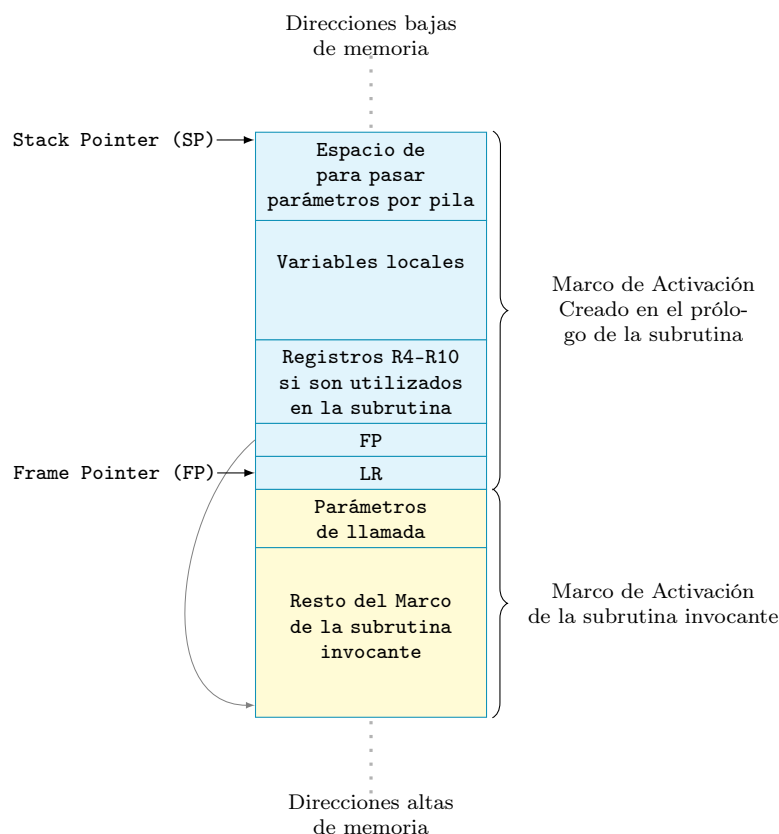 Direcciones bajas
de memoria
Stack Pointer (SP)
Espacio de
para pasar
parámetros por pila
Variables locales
Marco de Activación
Creado en el prólo-
go de la subrutina
Registros R4-R10
si son utilizados
en la subrutina
FP
Frame Pointer (FP)
LR
Parámetros
de llamada
Resto del Marco
de la subrutina
invocante
Marco de Activación
de la subrutina invocante
Direcciones altas
de memoria